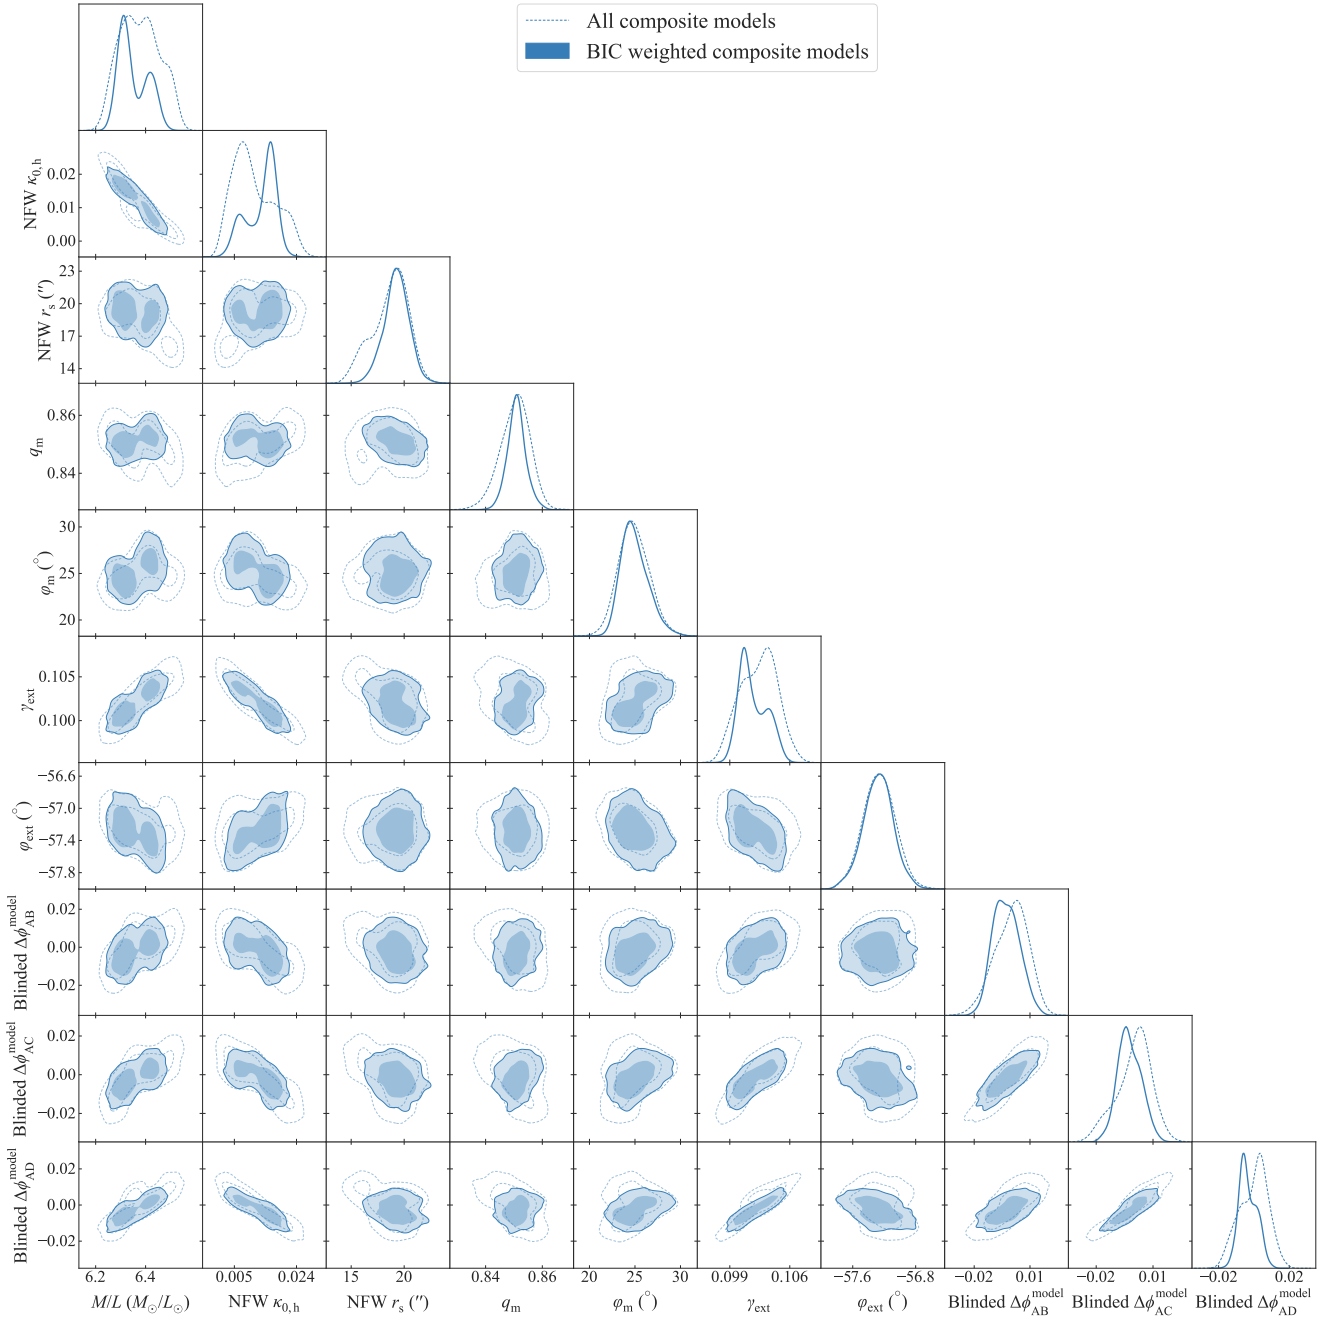 All composite models
BIC weighted composite models
NFW κ0,h
0.02
0.01
0.00
NFW rs (″)
23
20
17
14
qm
0.86
0.84
φm (°)
30
25
20
γext
0.105
0.100
φext (°)
−56.6
−57.0
−57.4
−57.8
Blinded Δϕ^model_AB
0.02
0.00
−0.02
Blinded Δϕ^model_AC
0.02
0.00
−0.02
Blinded Δϕ^model_AD
0.02
0.00
−0.02
6.2 6.4 0.005 0.024 15 20 0.84 0.86 20 25 30 0.099 0.106 −57.6 −56.8 −0.02 0.01 −0.02 0.01 −0.02 0.02
M/L (M⊙/L⊙) NFW κ0,h NFW rs (″) qm φm (°) γext φext (°) Blinded Δϕ^model_AB Blinded Δϕ^model_AC Blinded Δϕ^model_AD